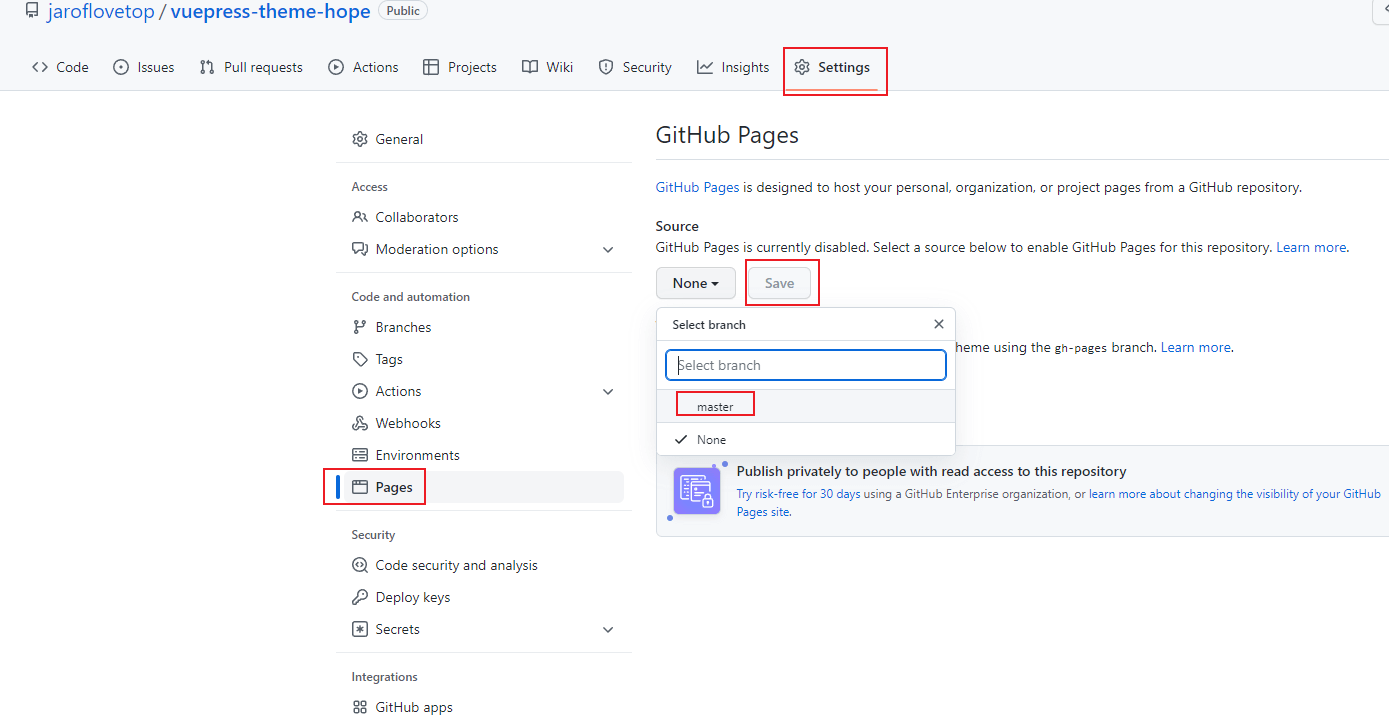 jaroflovetop / vuepress-theme-hope Public
Code Issues Pull requests Actions Projects Wiki Security Insights Settings
General
Access
Collaborators
Moderation options
Code and automation
Branches
Tags
Actions
Webhooks
Environments
Pages
Security
Code security and analysis
Deploy keys
Secrets
Integrations
GitHub apps
GitHub Pages
GitHub Pages is designed to host your personal, organization, or project pages from a GitHub repository.
Source
GitHub Pages is currently disabled. Select a source below to enable GitHub Pages for this repository. Learn more.
None Save
Select branch
Select branch
master
None
heme using the gh-pages branch. Learn more.
Publish privately to people with read access to this repository
Try risk-free for 30 days using a GitHub Enterprise organization, or learn more about changing the visibility of your GitHub
Pages site.